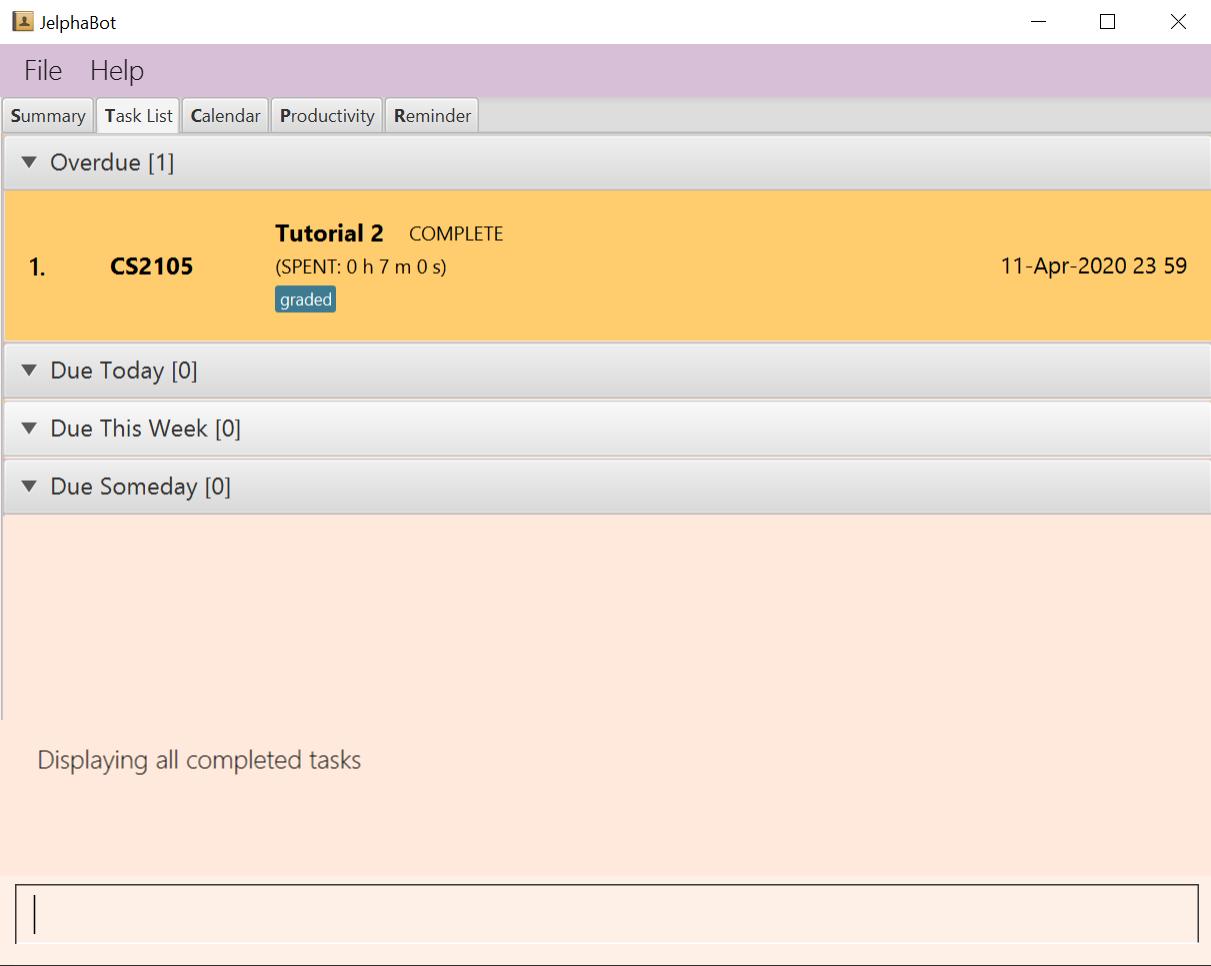 JelphaBot
File Help
Summary Task List Calendar Productivity Reminder
Overdue [1]
Tutorial 2 COMPLETE
1. CS2105 (SPENT: 0 h 7 m 0 s) 11-Apr-2020 23 59
graded
Due Today [0]
Due This Week [0]
Due Someday [0]
Displaying all completed tasks